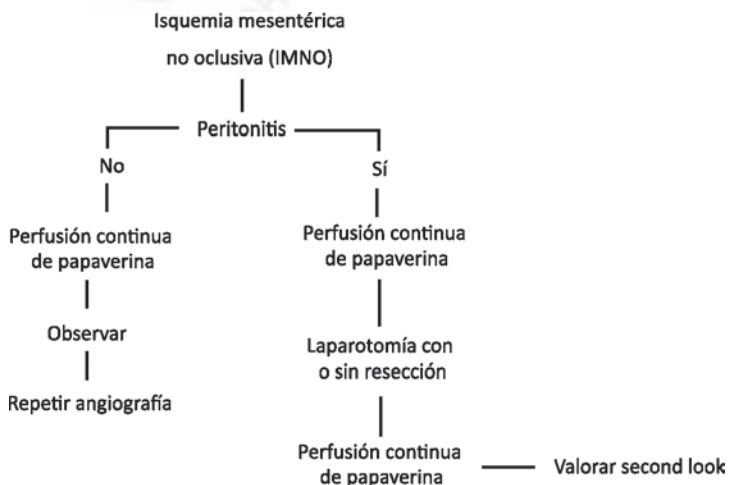 Isquemia mesentérica
no oclusiva (IMNO)
Peritonitis
No
Sí
Perfusión continua
de papaverina
Perfusión continua
de papaverina
Observar
Laparotomía con
o sin resección
Repetir angiografía
Perfusión continua
de papaverina
Valorar second look